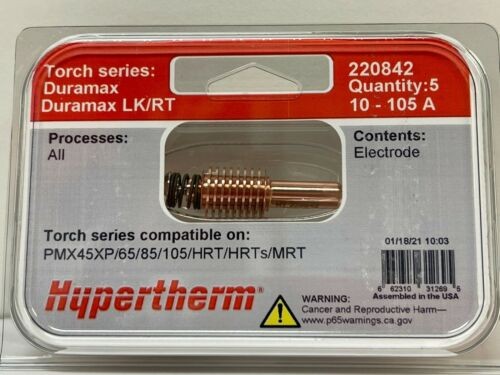 Torch series:
Duramax
Duramax LK/RT
220842
Quantity:5
10 - 105 A
Processes:
All
Contents:
Electrode
Torch series compatible on:
PMX45XP/65/85/105/HRT/HRTs/MRT
01/18/21 10:03
6 62310 31269 5
Assembled in the USA
Hypertherm®
WARNING:
Cancer and Reproductive Harm—
www.p65warnings.ca.gov